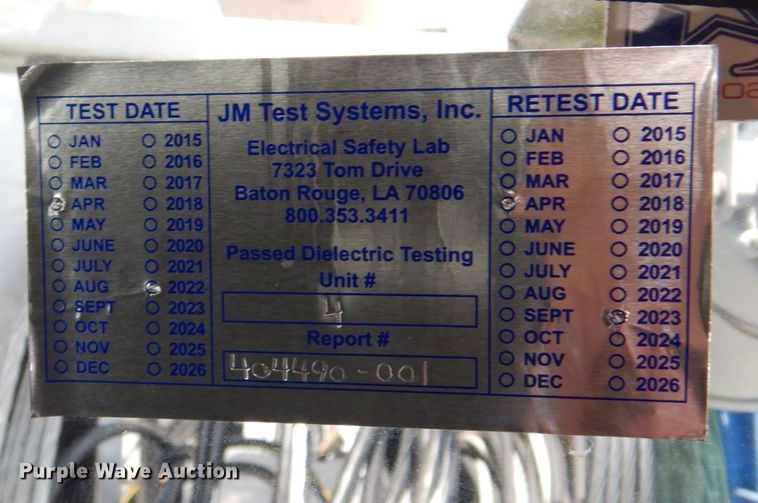 TEST DATE
JAN 2015
FEB 2016
MAR 2017
APR 2018
MAY 2019
JUNE 2020
JULY 2021
AUG 2022
SEPT 2023
OCT 2024
NOV 2025
DEC 2026
JM Test Systems, Inc.
Electrical Safety Lab
7323 Tom Drive
Baton Rouge, LA 70806
800.353.3411
Passed Dielectric Testing
Unit #
4
Report #
404490-001
RETEST DATE
JAN 2015
FEB 2016
MAR 2017
APR 2018
MAY 2019
JUNE 2020
JULY 2021
AUG 2022
SEPT 2023
OCT 2024
NOV 2025
DEC 2026
Purple Wave Auction